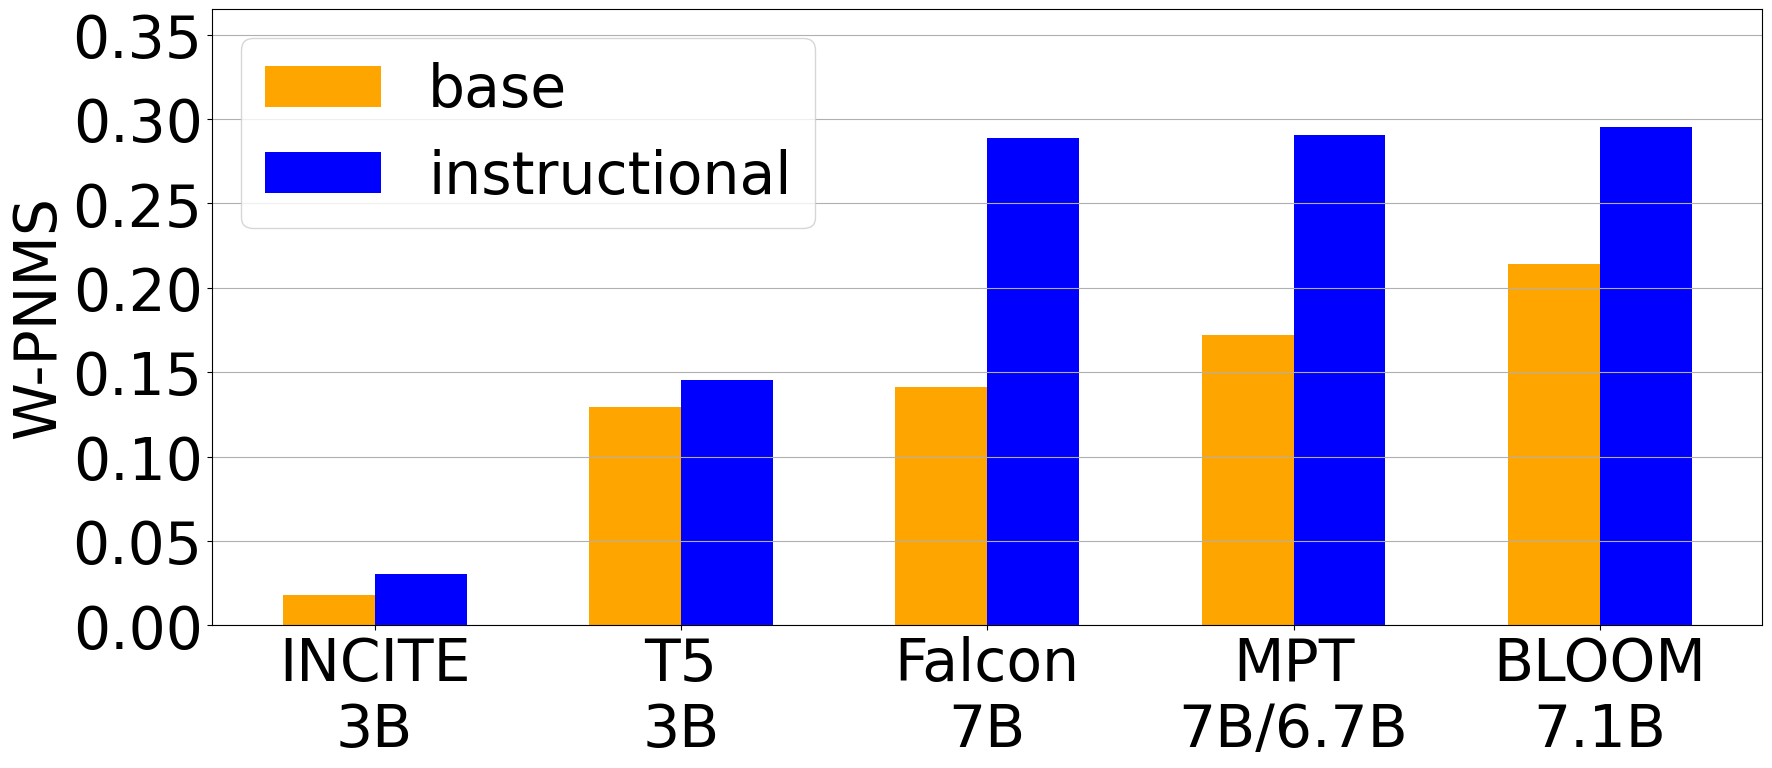 W-PNMS
0.35
0.30
0.25
0.20
0.15
0.10
0.05
0.00
base
instructional
INCITE
3B
T5
3B
Falcon
7B
MPT
7B/6.7B
BLOOM
7.1B